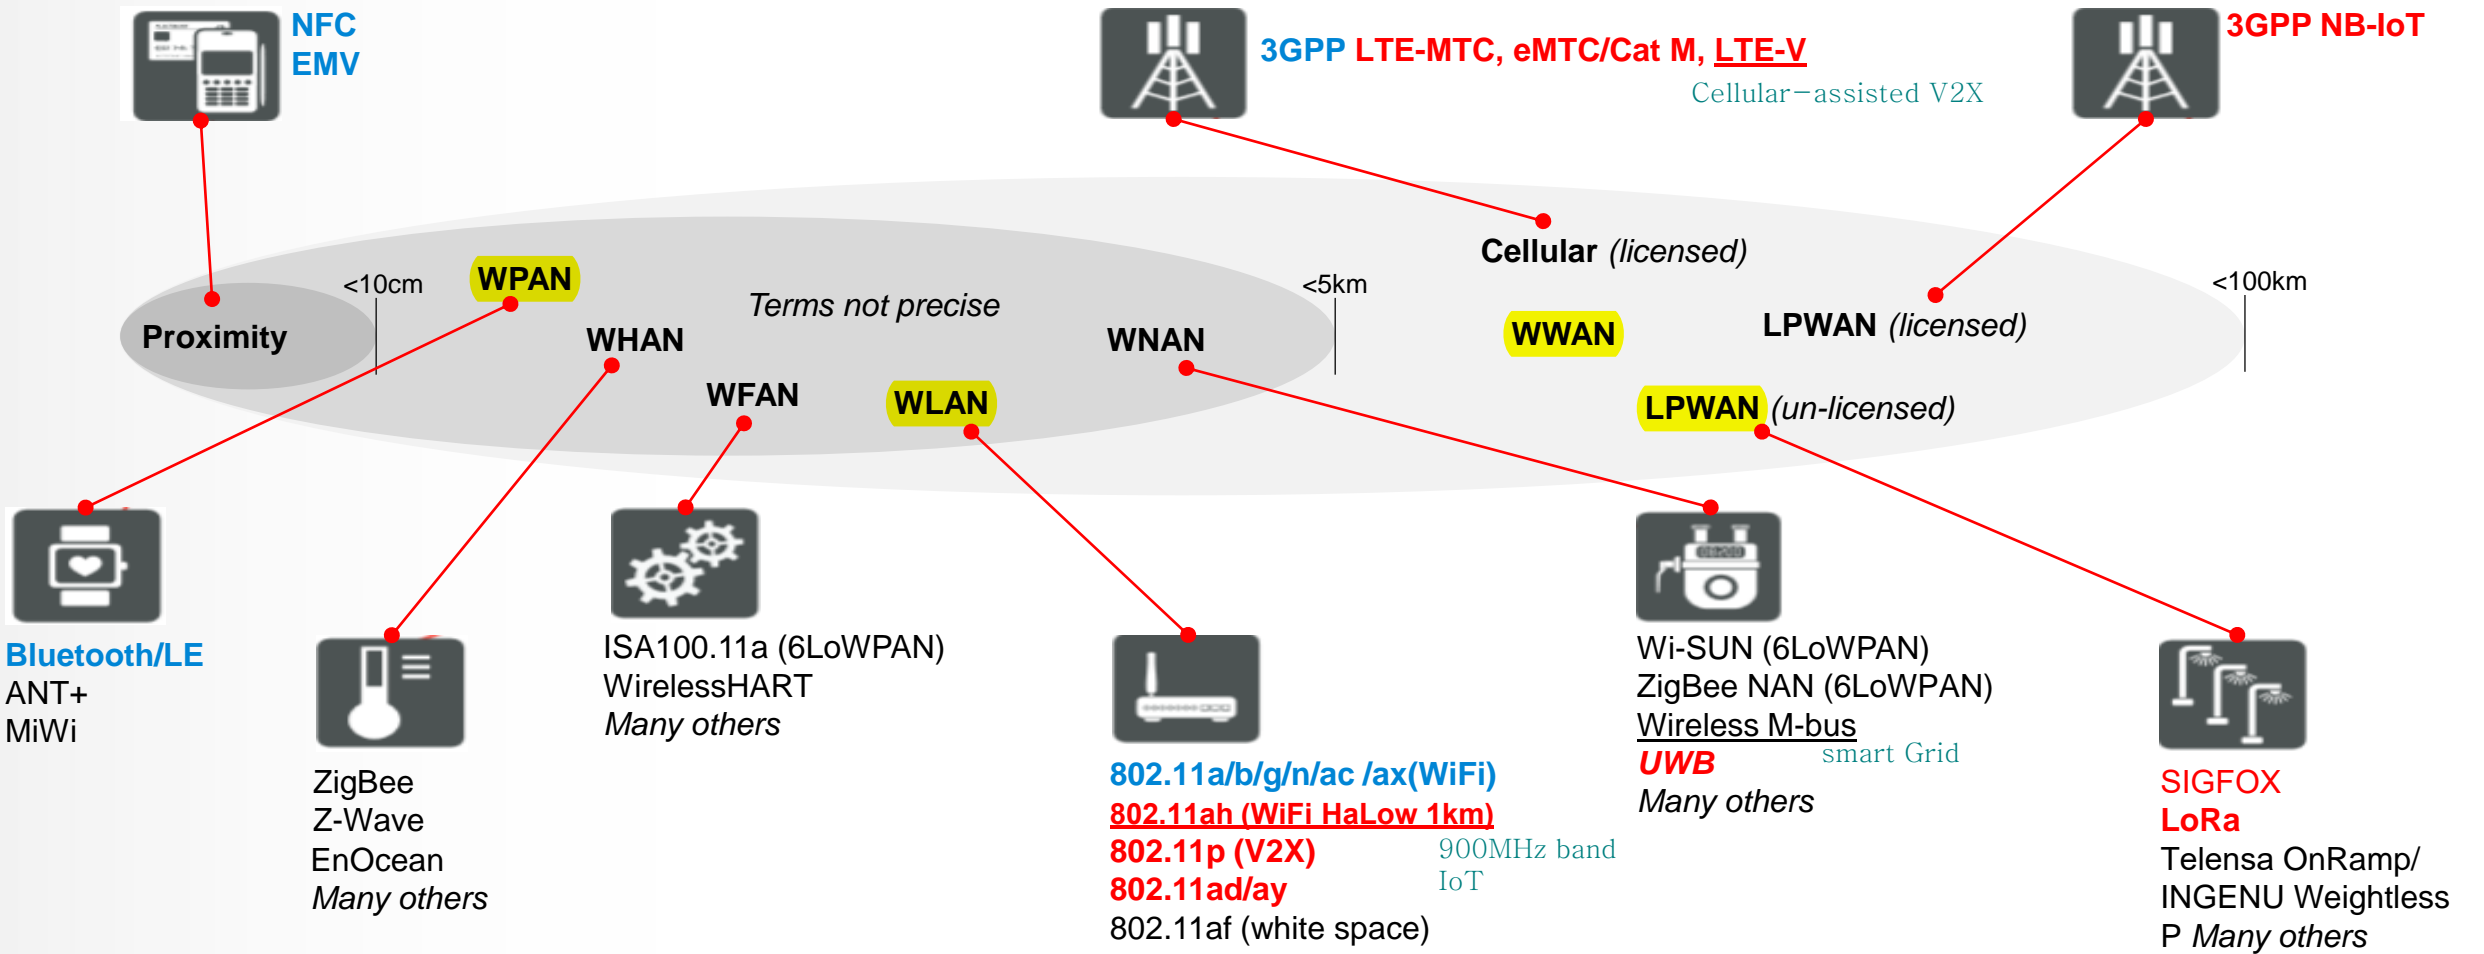 NFC
EMV
3GPP LTE-MTC, eMTC/Cat M, LTE-V
Cellular-assisted V2X
3GPP NB-IoT
Cellular (licensed)
<10cm
WPAN
Terms not precise
<5km
<100km
Proximity
WHAN
WNAN
WWAN
LPWAN (licensed)
WFAN
WLAN
LPWAN (un-licensed)
Bluetooth/LE
ANT+
MiWi
ZigBee
Z-Wave
EnOcean
Many others
ISA100.11a (6LoWPAN)
WirelessHART
Many others
802.11a/b/g/n/ac /ax(WiFi)
802.11ah (WiFi HaLow 1km)
802.11p (V2X)
802.11ad/ay
802.11af (white space)
900MHz band
IoT
Wi-SUN (6LoWPAN)
ZigBee NAN (6LoWPAN)
Wireless M-bus
UWB
smart Grid
Many others
SIGFOX
LoRa
Telensa OnRamp/
INGENU Weightless
P Many others